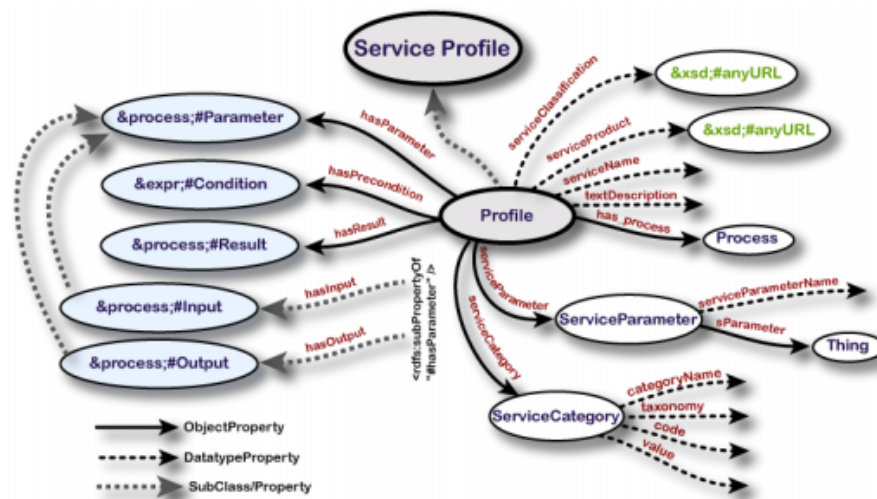 Service Profile
&xsd;#anyURL
serviceClassification
&process;#Parameter
hasParameter
serviceProduct
&xsd;#anyURL
serviceName
&expr;#Condition
hasPrecondition
textDescription
Profile
has_process
&process;#Result
hasResult
Process
serviceParameter
hasInput
<rdfs:subPropertyOf
"#hasParameter" />
serviceParameterName
&process;#Input
ServiceParameter
sParameter
hasOutput
serviceCategory
Thing
&process;#Output
categoryName
ServiceCategory
taxonomy
code
value
ObjectProperty
DatatypeProperty
SubClass/Property